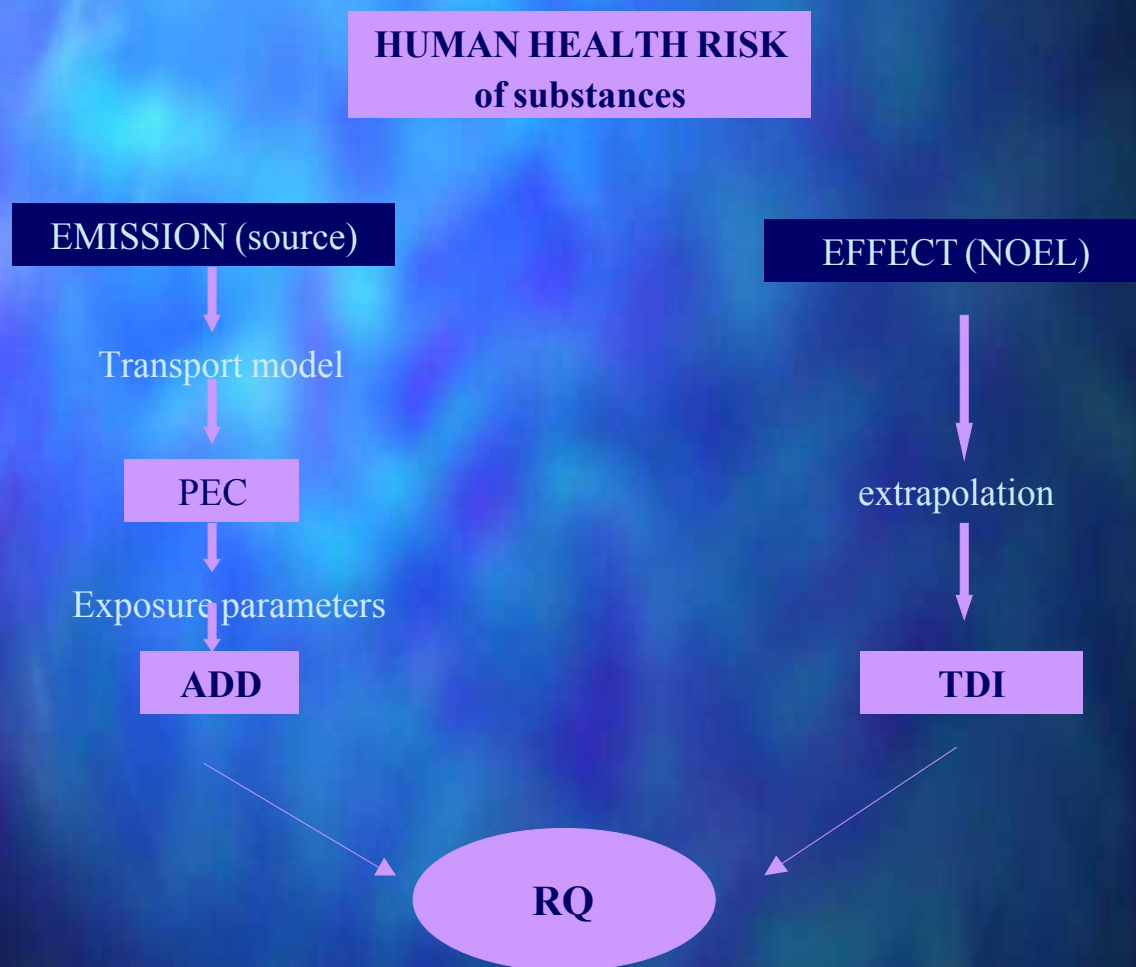 HUMAN HEALTH RISK
of substances
EMISSION (source)
EFFECT (NOEL)
Transport model
PEC
extrapolation
Exposure parameters
ADD
TDI
RQ